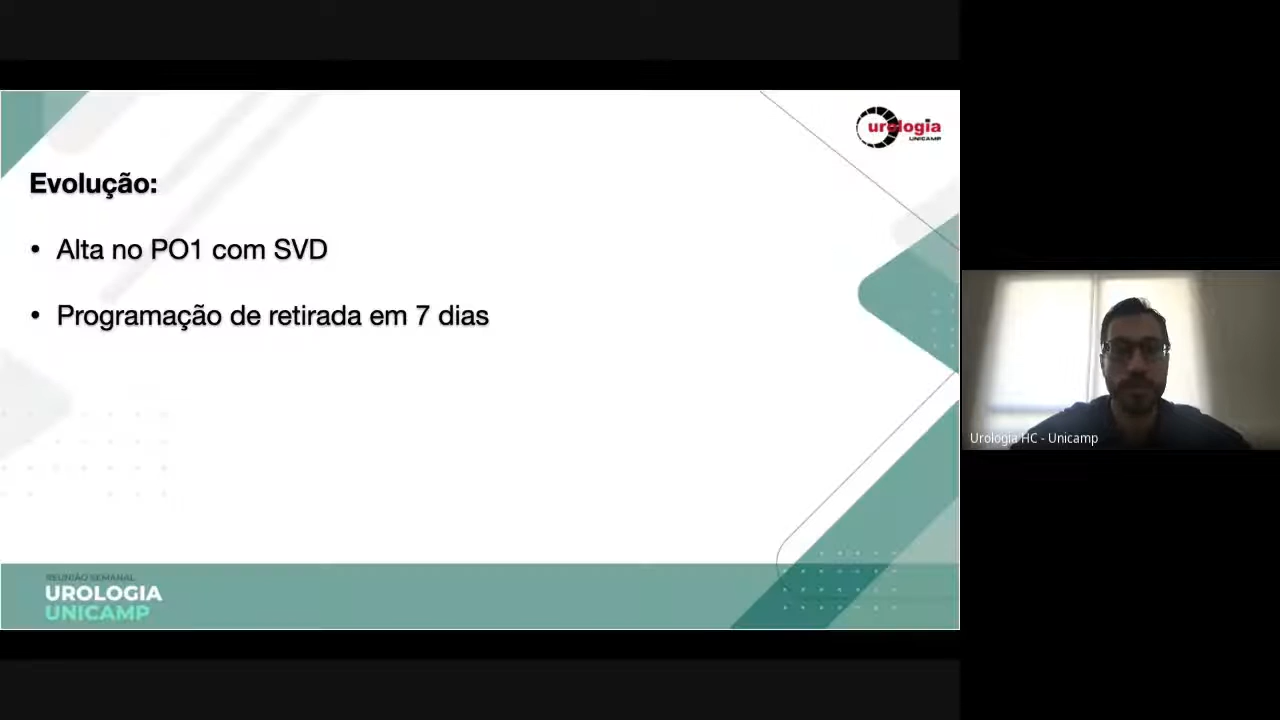 urologia
UNICAMP
Evolução:
• Alta no PO1 com SVD
• Programação de retirada em 7 dias
REUNIÃO SEMANAL
UROLOGIA
UNICAMP
Urologia HC - Unicamp